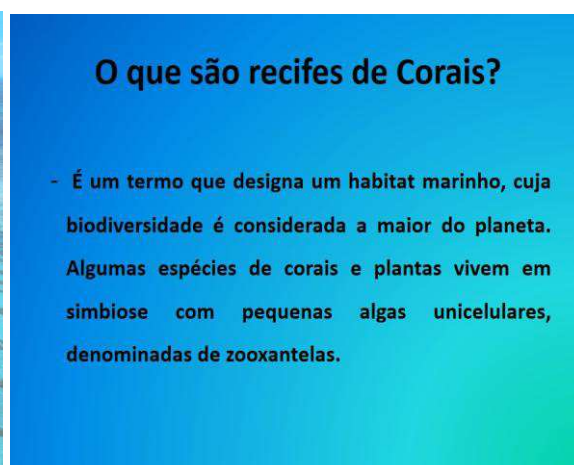 O que são recifes de Corais?
- É um termo que designa um habitat marinho, cuja
biodiversidade é considerada a maior do planeta.
Algumas espécies de corais e plantas vivem em
simbiose com pequenas algas unicelulares,
denominadas de zooxantelas.